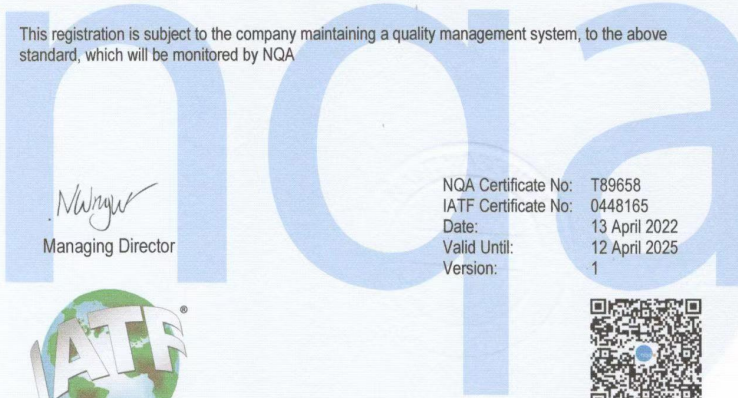 This registration is subject to the company maintaining a quality management system, to the above
standard, which will be monitored by NQA
nqa
NQA Certificate No: T89658
IATF Certificate No: 0448165
Date: 13 April 2022
Valid Until: 12 April 2025
Version: 1
Managing Director
IATF®